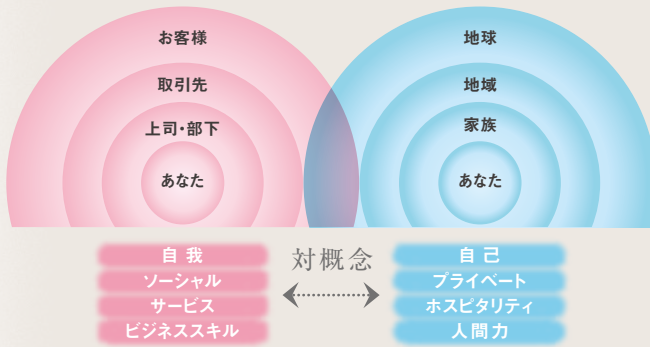 お客様
取引先
上司・部下
あなた
地球
地域
家族
あなた
自我
ソーシャル
サービス
ビジネススキル
対概念
自己
プライベート
ホスピタリティ
人間力